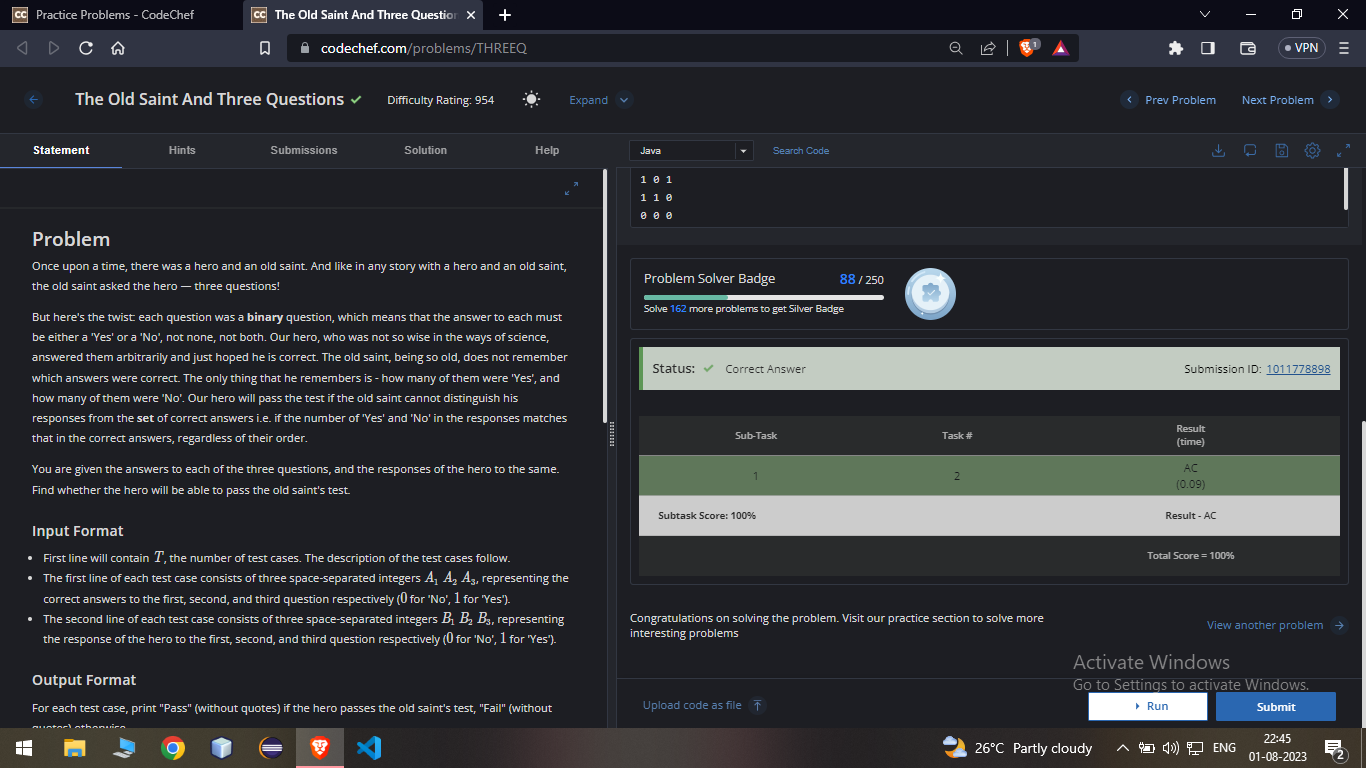 Practice Problems - CodeChef
The Old Saint And Three Question
codechef.com/problems/THREEQ
1
VPN
The Old Saint And Three Questions
Difficulty Rating: 954
Expand
Prev Problem
Next Problem
Statement
Hints
Submissions
Solution
Help
Problem
Once upon a time, there was a hero and an old saint. And like in any story with a hero and an old saint,
the old saint asked the hero — three questions!
But here's the twist: each question was a binary question, which means that the answer to each must
be either a 'Yes' or a 'No', not none, not both. Our hero, who was not so wise in the ways of science,
answered them arbitrarily and just hoped he is correct. The old saint, being so old, does not remember
which answers were correct. The only thing that he remembers is - how many of them were 'Yes', and
how many of them were 'No'. Our hero will pass the test if the old saint cannot distinguish his
responses from the set of correct answers i.e. if the number of 'Yes' and 'No' in the responses matches
that in the correct answers, regardless of their order.
You are given the answers to each of the three questions, and the responses of the hero to the same.
Find whether the hero will be able to pass the old saint's test.
Input Format
• First line will contain T, the number of test cases. The description of the test cases follow.
• The first line of each test case consists of three space-separated integers A₁ A₂ A₃, representing the
correct answers to the first, second, and third question respectively (0 for 'No', 1 for 'Yes').
• The second line of each test case consists of three space-separated integers B₁ B₂ B₃, representing
the response of the hero to the first, second, and third question respectively (0 for 'No', 1 for 'Yes').
Output Format
For each test case, print "Pass" (without quotes) if the hero passes the old saint's test, "Fail" (without
quotes) otherwise.
Java
Search Code
1 0 1
1 1 0
0 0 0
Problem Solver Badge
88 / 250
Solve 162 more problems to get Silver Badge
Status:
Correct Answer
Submission ID: 1011778898
Sub-Task
Task #
Result
(time)
1
2
AC
(0.09)
Subtask Score: 100%
Result - AC
Total Score = 100%
Congratulations on solving the problem. Visit our practice section to solve more
interesting problems
View another problem
Activate Windows
Go to Settings to activate Windows.
Upload code as file
Run
Submit
26°C Partly cloudy
ENG
22:45
01-08-2023
2